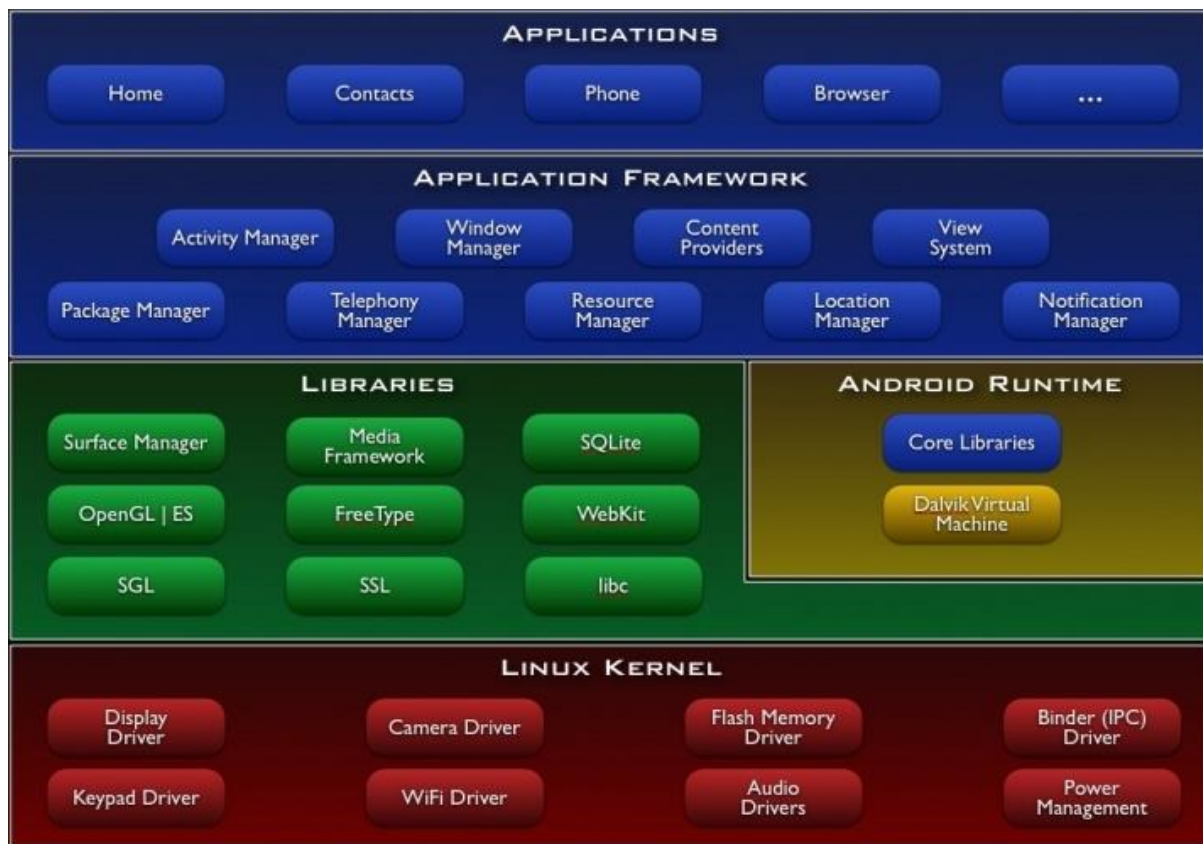 APPLICATIONS
Home
Contacts
Phone
Browser
...
APPLICATION FRAMEWORK
Activity Manager
Window
Manager
Content
Providers
View
System
Package Manager
Telephony
Manager
Resource
Manager
Location
Manager
Notification
Manager
LIBRARIES
Surface Manager
Media
Framework
SQLite
OpenGL | ES
FreeType
WebKit
SGL
SSL
libc
ANDROID RUNTIME
Core Libraries
Dalvik Virtual
Machine
LINUX KERNEL
Display
Driver
Camera Driver
Flash Memory
Driver
Binder (IPC)
Driver
Keypad Driver
WiFi Driver
Audio
Drivers
Power
Management